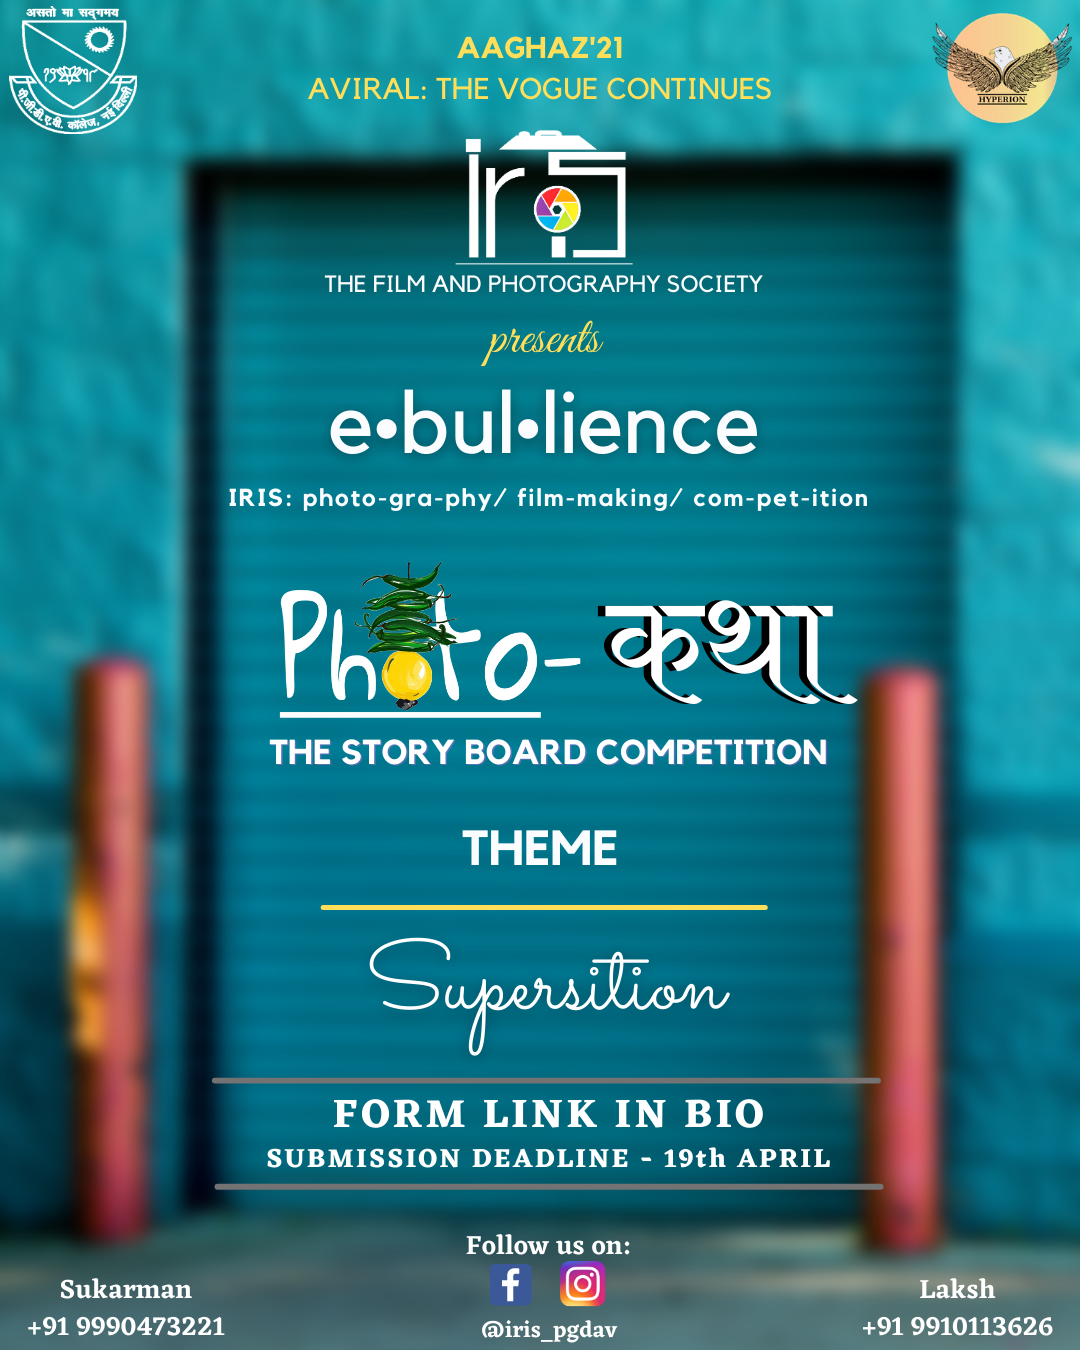 असतो मा सद्गमय
पी.जी.डी.ए.वी. कॉलेज, नई दिल्ली
HYPERION
AAGHAZ'21
AVIRAL: THE VOGUE CONTINUES
iris
THE FILM AND PHOTOGRAPHY SOCIETY
presents
e•bul•lience
IRIS: photo-gra-phy/ film-making/ com-pet-ition
Photo-कथा
THE STORY BOARD COMPETITION
THEME
Supersition
FORM LINK IN BIO
SUBMISSION DEADLINE - 19th APRIL
Follow us on:
@iris_pgdav
Sukarman
+91 9990473221
Laksh
+91 9910113626